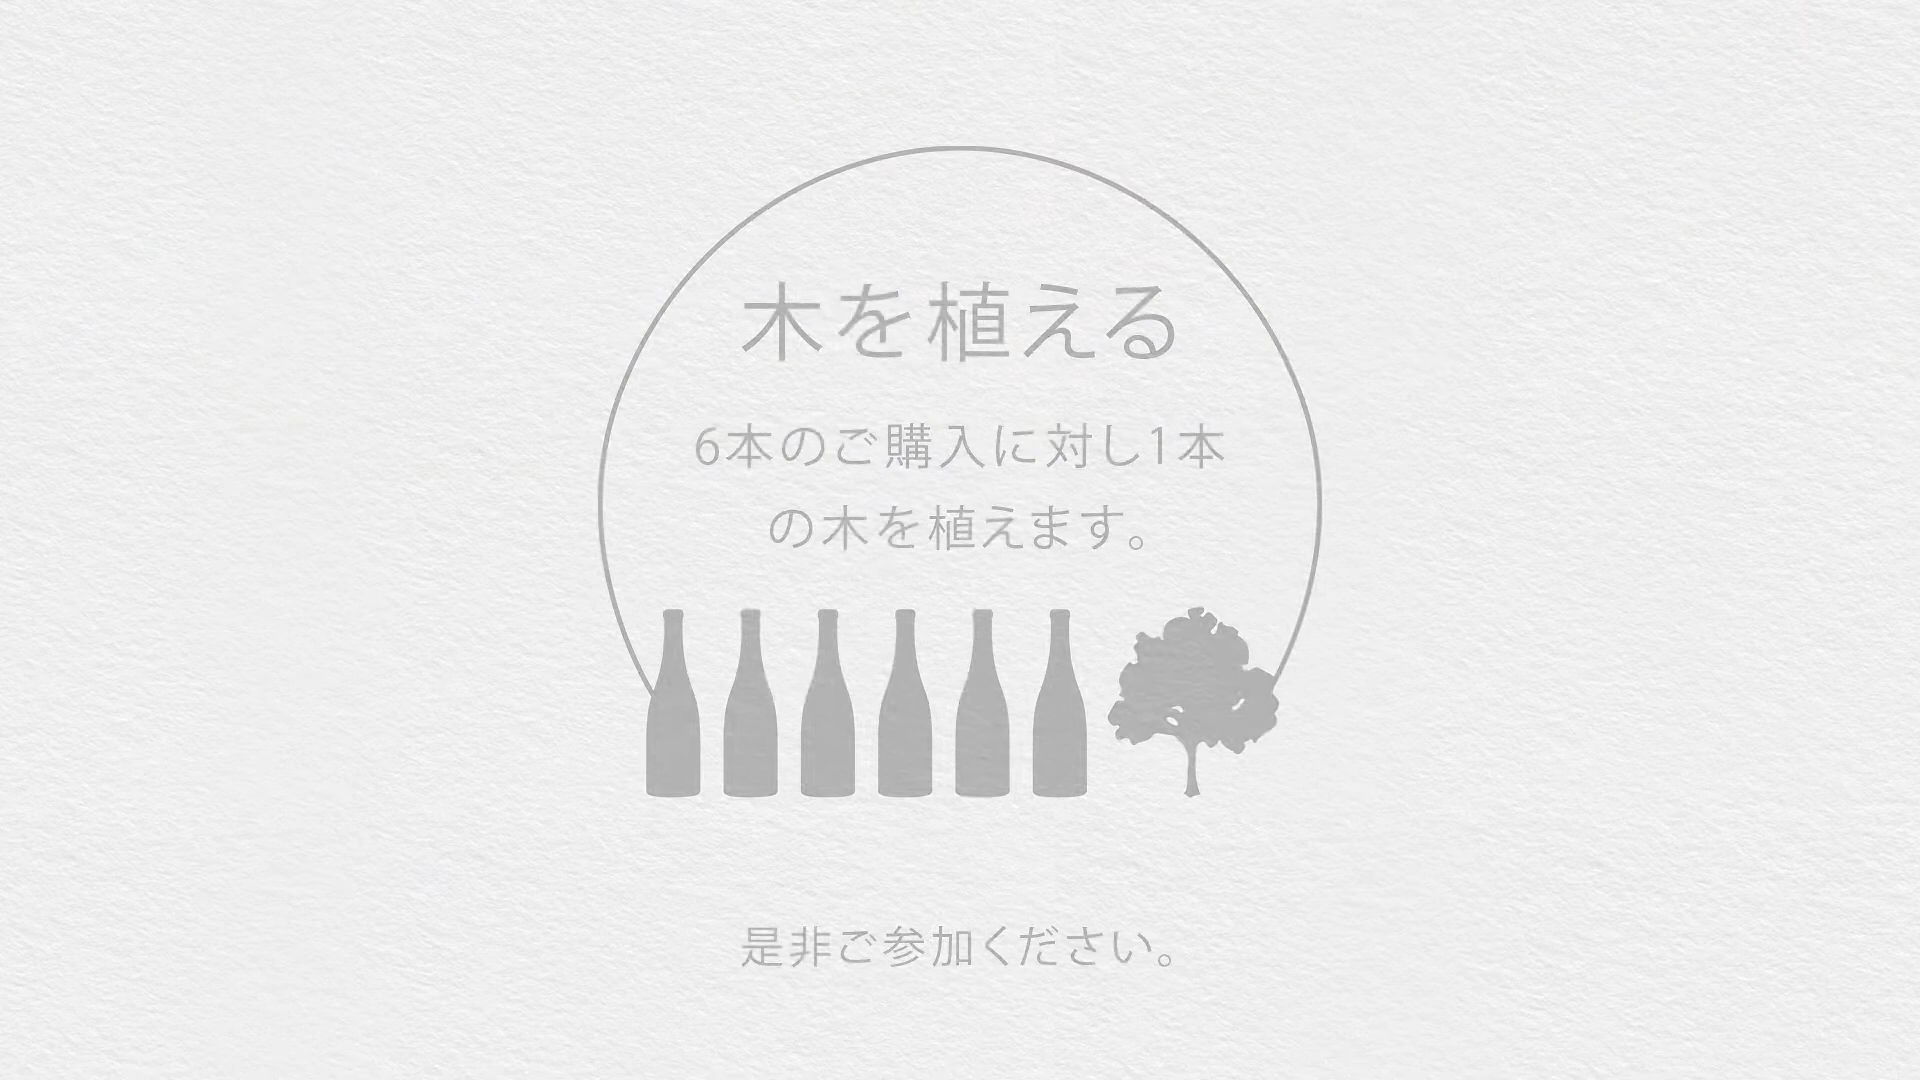 木を植える
6本のご購入に対し1本
の木を植えます。
是非ご参加ください。